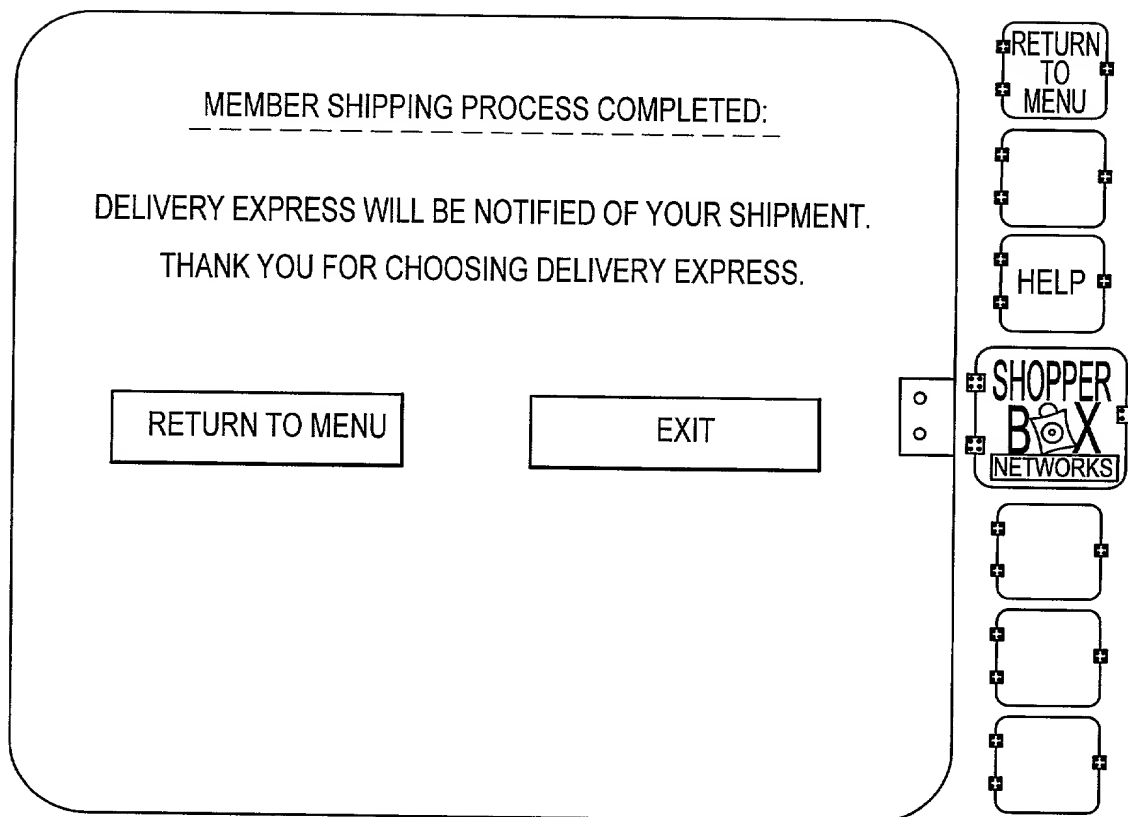 MEMBER SHIPPING PROCESS COMPLETED:
DELIVERY EXPRESS WILL BE NOTIFIED OF YOUR SHIPMENT.
THANK YOU FOR CHOOSING DELIVERY EXPRESS.
RETURN TO MENU
EXIT
RETURN
TO
MENU
HELP
SHOPPER
BOX
NETWORKS